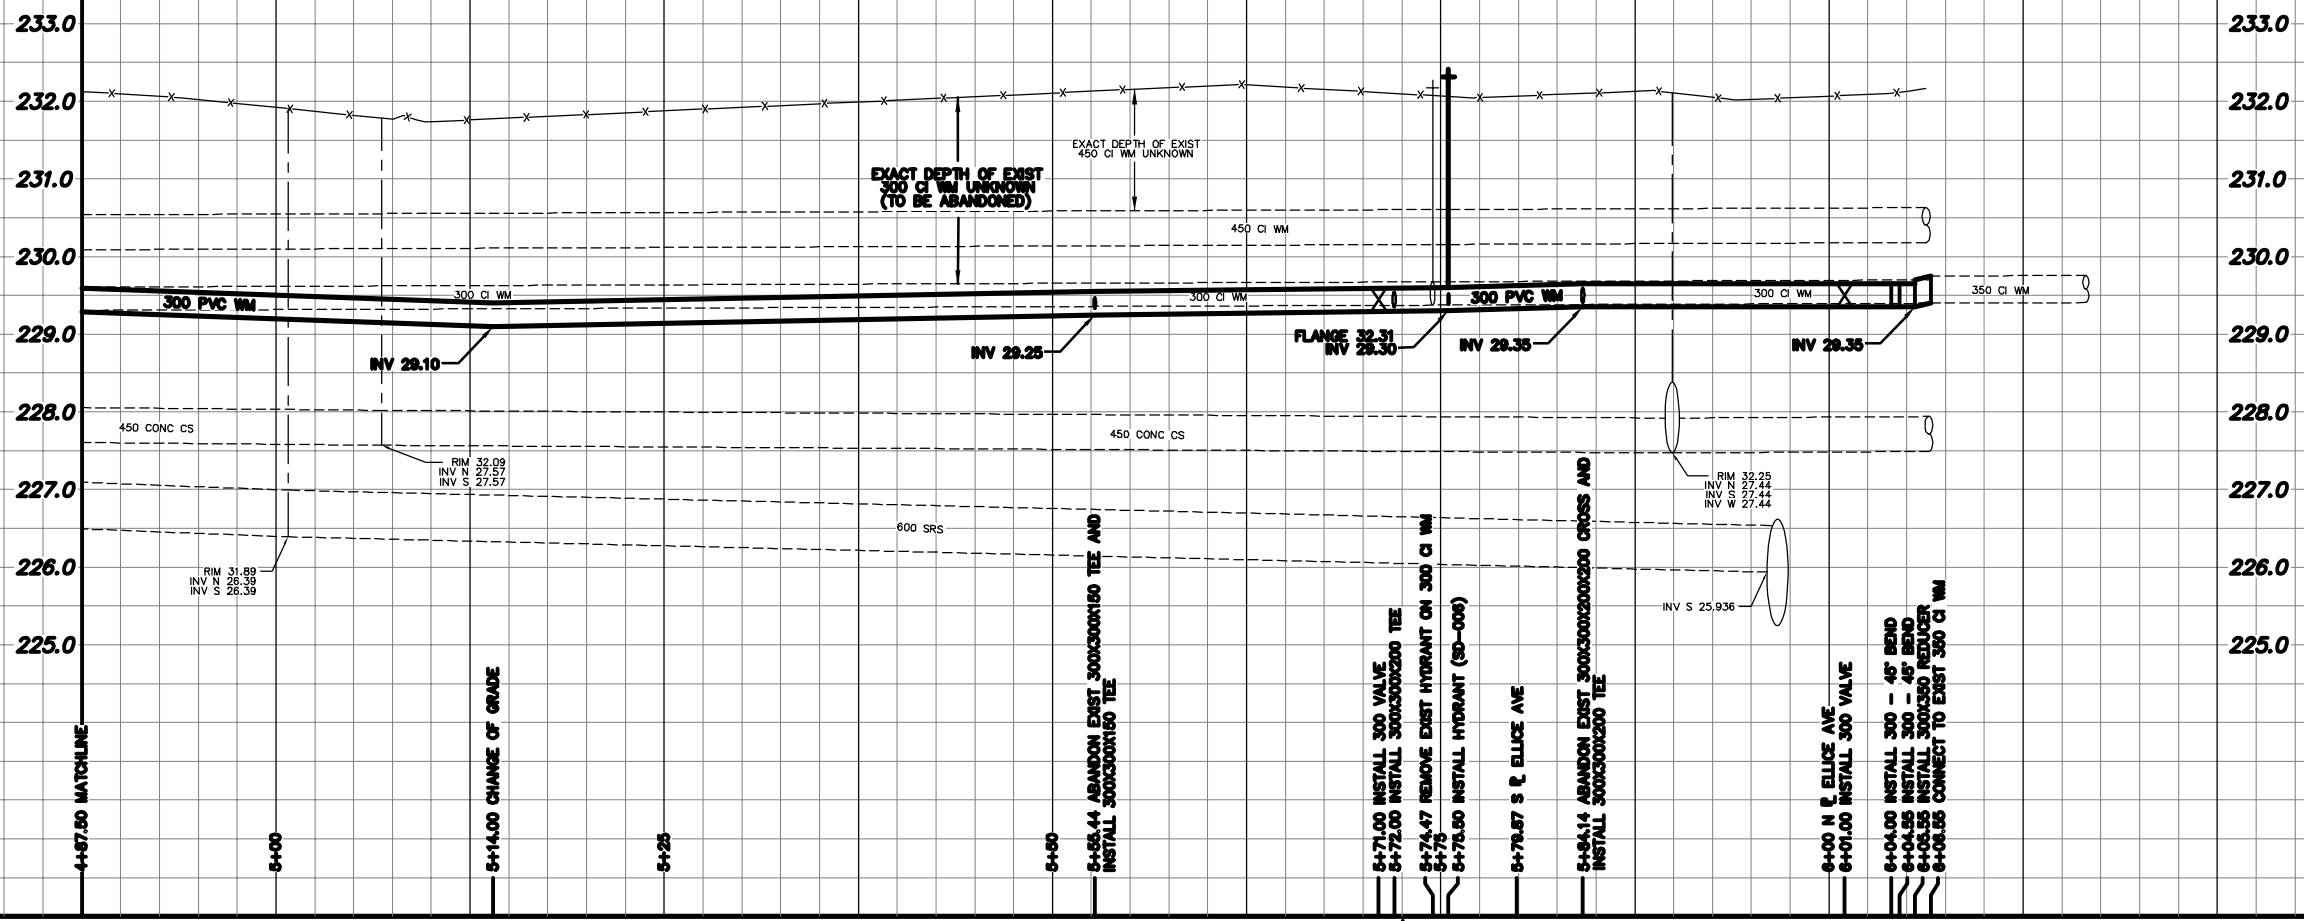 233.0
232.0
231.0
230.0
229.0
228.0
227.0
226.0
225.0
233.0
232.0
231.0
230.0
229.0
228.0
227.0
226.0
225.0
EXACT DEPTH OF EXIST
450 CI WM UNKNOWN
EXACT DEPTH OF EXIST
300 CI WM UNKNOWN
(TO BE ABANDONED)
450 CI WM
300 PVC WM
300 CI WM
300 CI WM
300 PVC WM
300 CI WM
350 CI WM
INV 29.10
INV 29.25
FLANGE 32.31
INV 29.30
INV 29.35
INV 29.35
450 CONC CS
450 CONC CS
RIM 32.09
INV N 27.57
INV S 27.57
RIM 32.25
INV N 27.44
INV S 27.44
INV W 27.44
600 SRS
RIM 31.89
INV N 26.39
INV S 26.39
INV S 25.936
4+87.50 MATCHLINE
5+00
5+14.00 CHANGE OF GRADE
5+25
5+50
ABANDON EXIST 300X300X150 TEE AND
INSTALL 300X300X150 TEE
5+71.00 INSTALL 300 VALVE
5+72.00 INSTALL 300X300X200 TEE
5+74.47 REMOVE EXIST HYDRANT ON 300 CI WM
5+75
5+75.50 INSTALL HYDRANT (SD-006)
5+79.87 S PL ELLICE AVE
5+84.14 ABANDON EXIST 300X300X200X200 CROSS AND
INSTALL 300X300X200 TEE
6+00 N PL ELLICE AVE
6+01.00 INSTALL 300 VALVE
6+04.00 INSTALL 300 - 45° BEND
6+04.55 INSTALL 300 - 45° BEND
6+05.55 INSTALL 300X350 REDUCER
6+06.55 CONNECT TO EXIST 350 CI WM